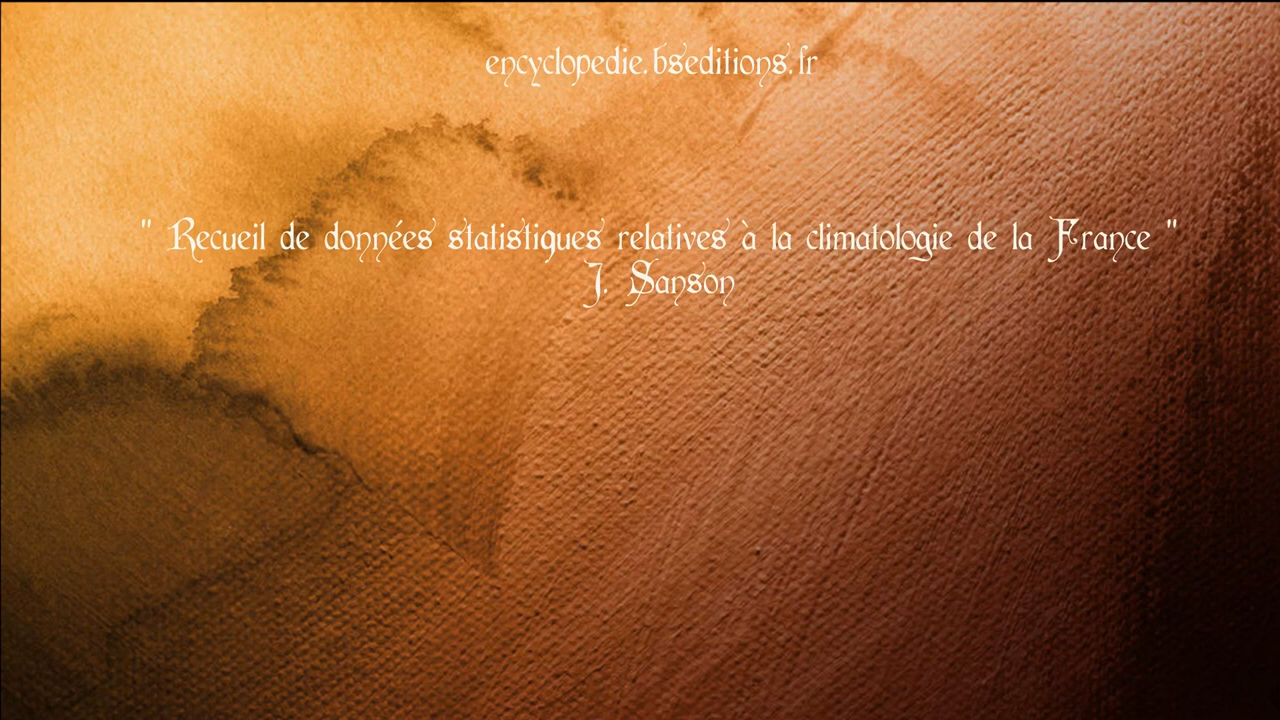 encyclopedie.bseditions.fr
" Recueil de données statistiques relatives à la climatologie de la France "
J. Sanson